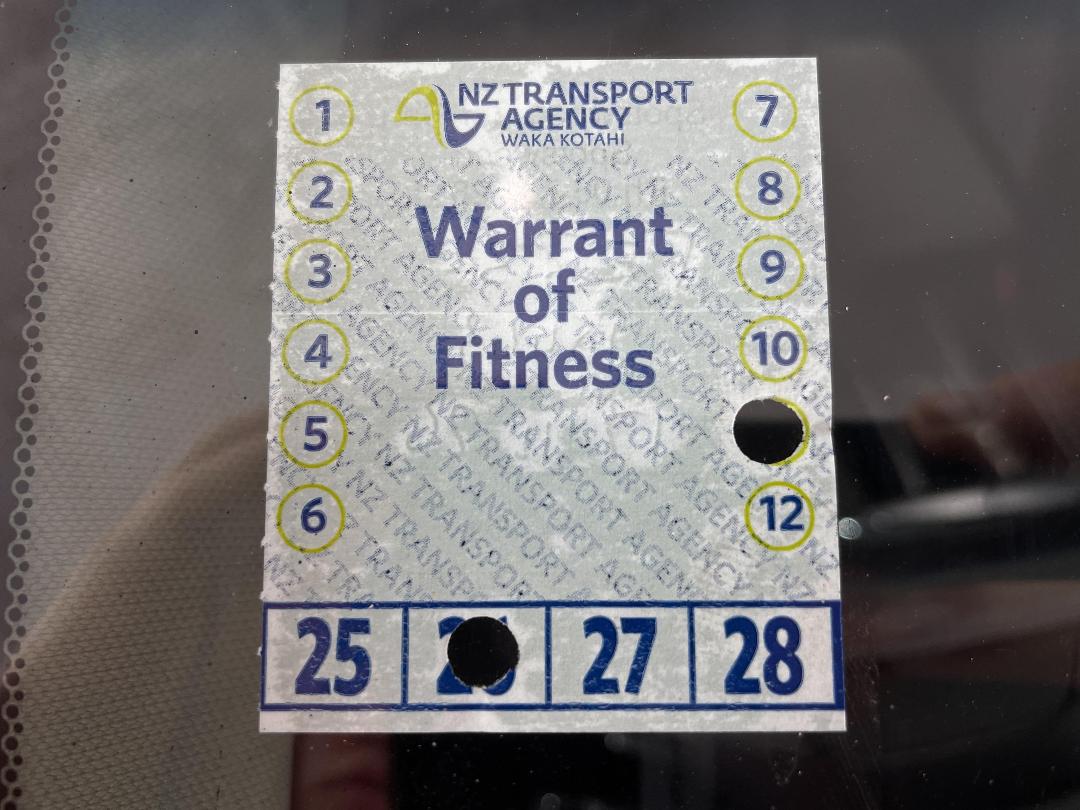 NZ TRANSPORT
AGENCY
WAKA KOTAHI
1
2
3
4
5
6
Warrant
of
Fitness
7
8
9
10
12
25
27
28